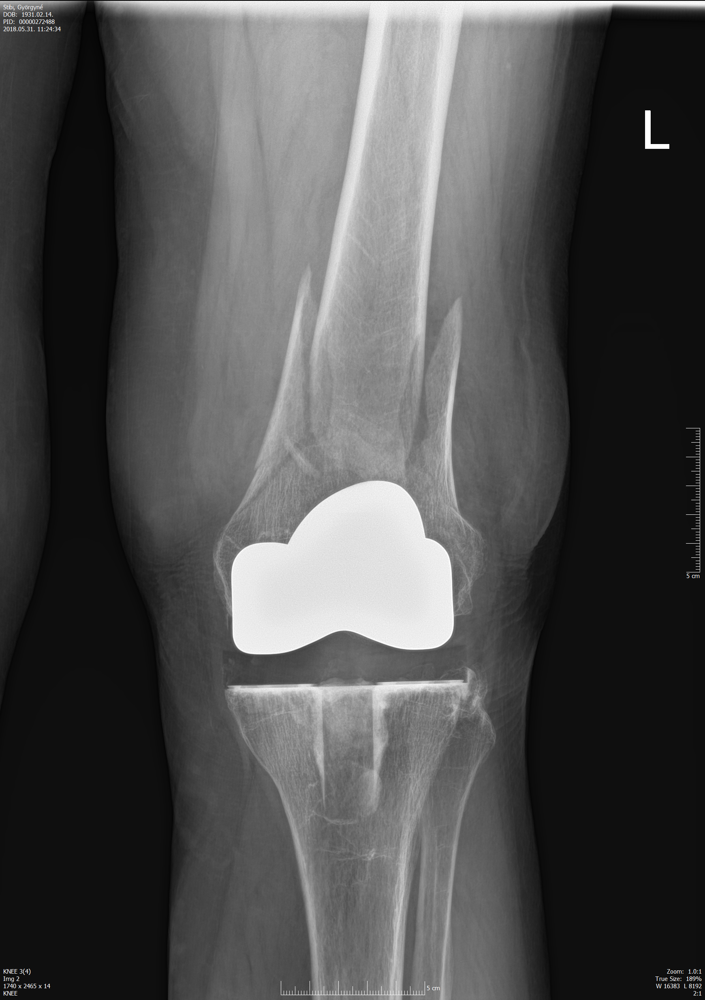 Stibi, Györgyné
DOB: 1931.02.14.
PID: 00000272488
2018.05.31. 11:24:34
L
5 cm
KNEE 3(4)
Img 2
1740 x 2465 x 14
KNEE
5 cm
Zoom: 1.0:1
True Size: 189%
W 16383 L 8192
2:1